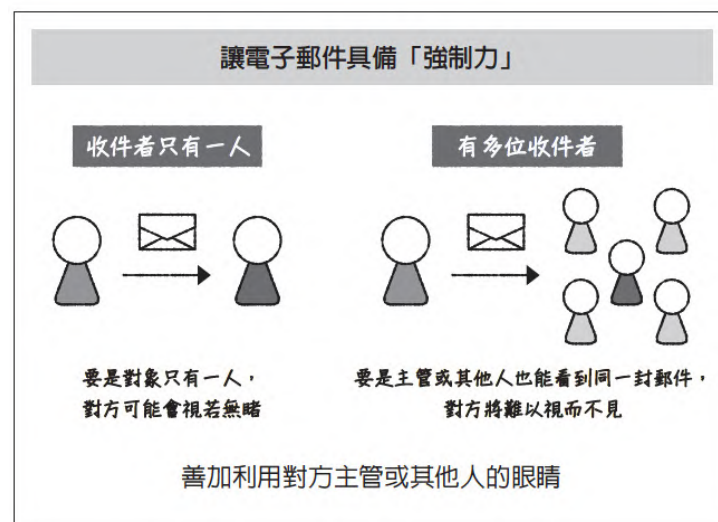 讓電子郵件具備「強制力」
收件者只有一人
有多位收件者
要是對象只有一人，
對方可能會視若無睹
要是主管或其他人也能看到同一封郵件，
對方將難以視而不見
善加利用對方主管或其他人的眼睛